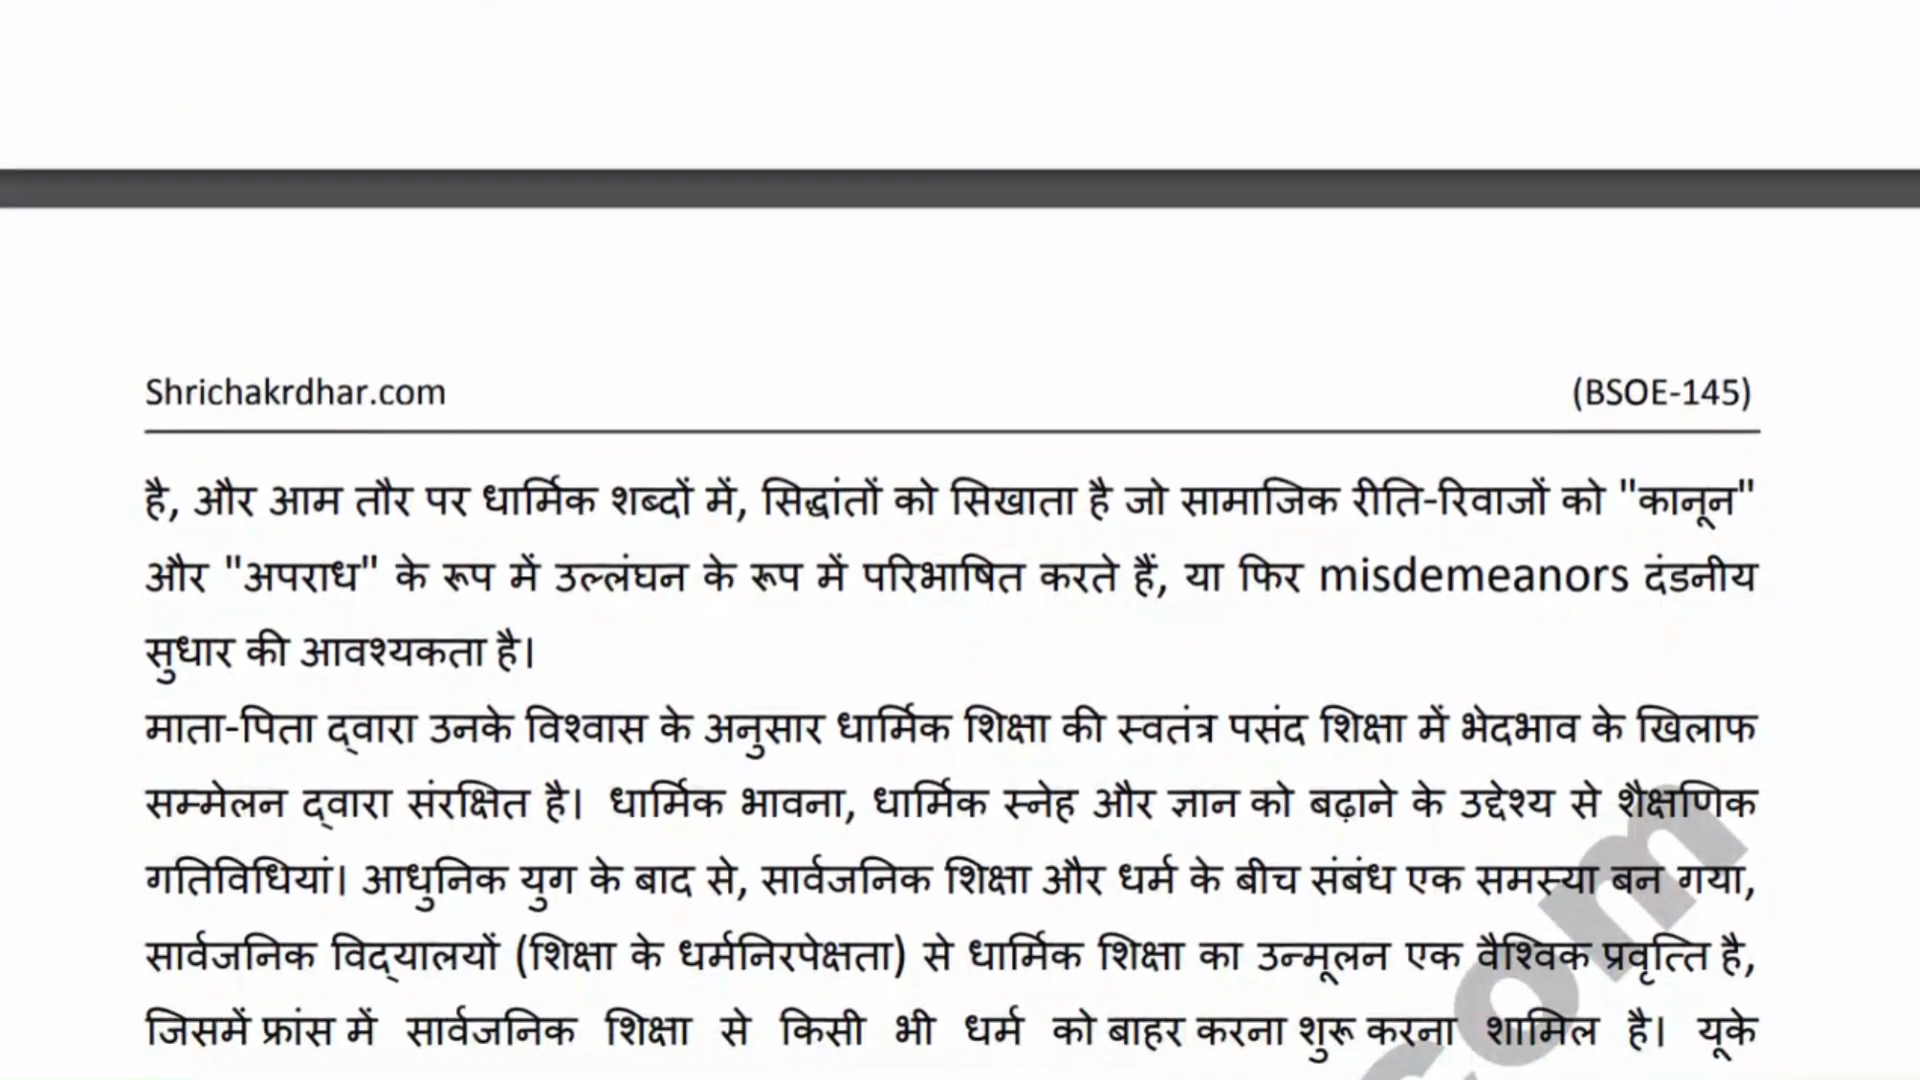 Shrichakrdhar.com (BSOE-145)
है, और आम तौर पर धार्मिक शब्दों में, सिद्धांतों को सिखाता है जो सामाजिक रीति-रिवाजों को "कानून"
और "अपराध" के रूप में उल्लंघन के रूप में परिभाषित करते हैं, या फिर misdemeanors दंडनीय
सुधार की आवश्यकता है।
माता-पिता द्वारा उनके विश्वास के अनुसार धार्मिक शिक्षा की स्वतंत्र पसंद शिक्षा में भेदभाव के खिलाफ
सम्मेलन द्वारा संरक्षित है। धार्मिक भावना, धार्मिक स्नेह और ज्ञान को बढ़ाने के उद्देश्य से शैक्षणिक
गतिविधियां। आधुनिक युग के बाद से, सार्वजनिक शिक्षा और धर्म के बीच संबंध एक समस्या बन गया,
सार्वजनिक विद्यालयों (शिक्षा के धर्मनिरपेक्षता) से धार्मिक शिक्षा का उन्मूलन एक वैश्विक प्रवृत्ति है,
जिसमें फ्रांस में सार्वजनिक शिक्षा से किसी भी धर्म को बाहर करना शुरू करना शामिल है। यूके
com